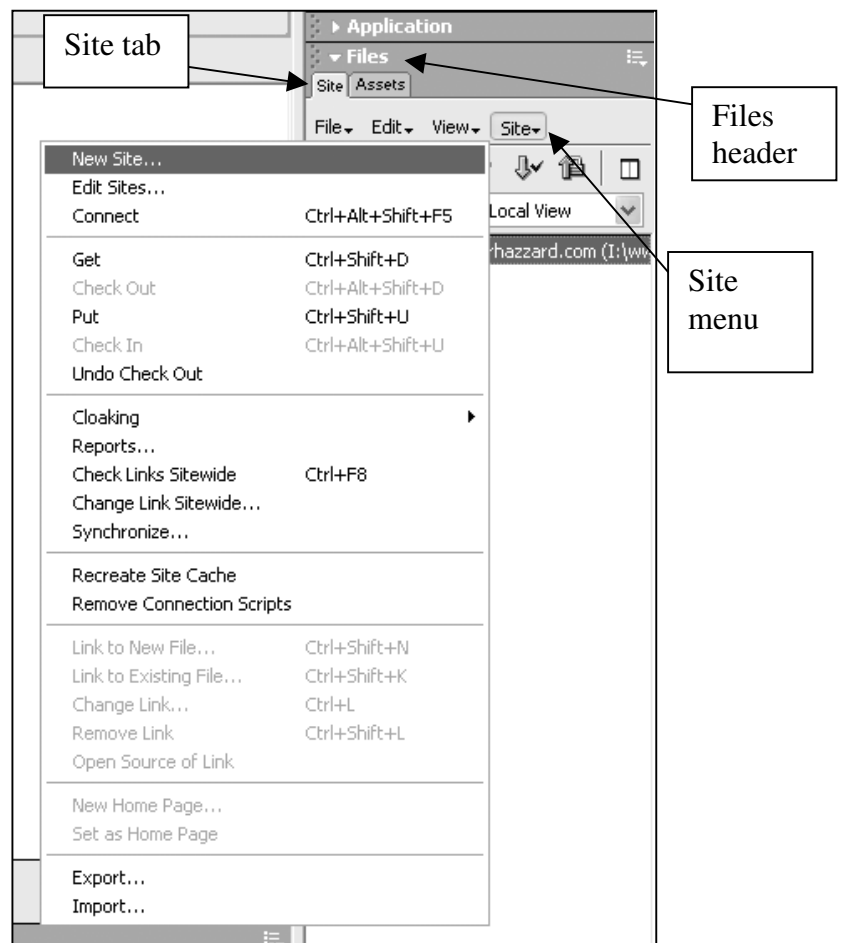 Site tab
Application
Files
Site Assets
Files header
File Edit View Site
Local View
rhazzard.com (I:\ww
Site menu
New Site...
Edit Sites...
Connect Ctrl+Alt+Shift+F5
Get Ctrl+Shift+D
Check Out Ctrl+Alt+Shift+D
Put Ctrl+Shift+U
Check In Ctrl+Alt+Shift+U
Undo Check Out
Cloaking
Reports...
Check Links Sitewide Ctrl+F8
Change Link Sitewide...
Synchronize...
Recreate Site Cache
Remove Connection Scripts
Link to New File... Ctrl+Shift+N
Link to Existing File... Ctrl+Shift+K
Change Link... Ctrl+L
Remove Link Ctrl+Shift+L
Open Source of Link
New Home Page...
Set as Home Page
Export...
Import...